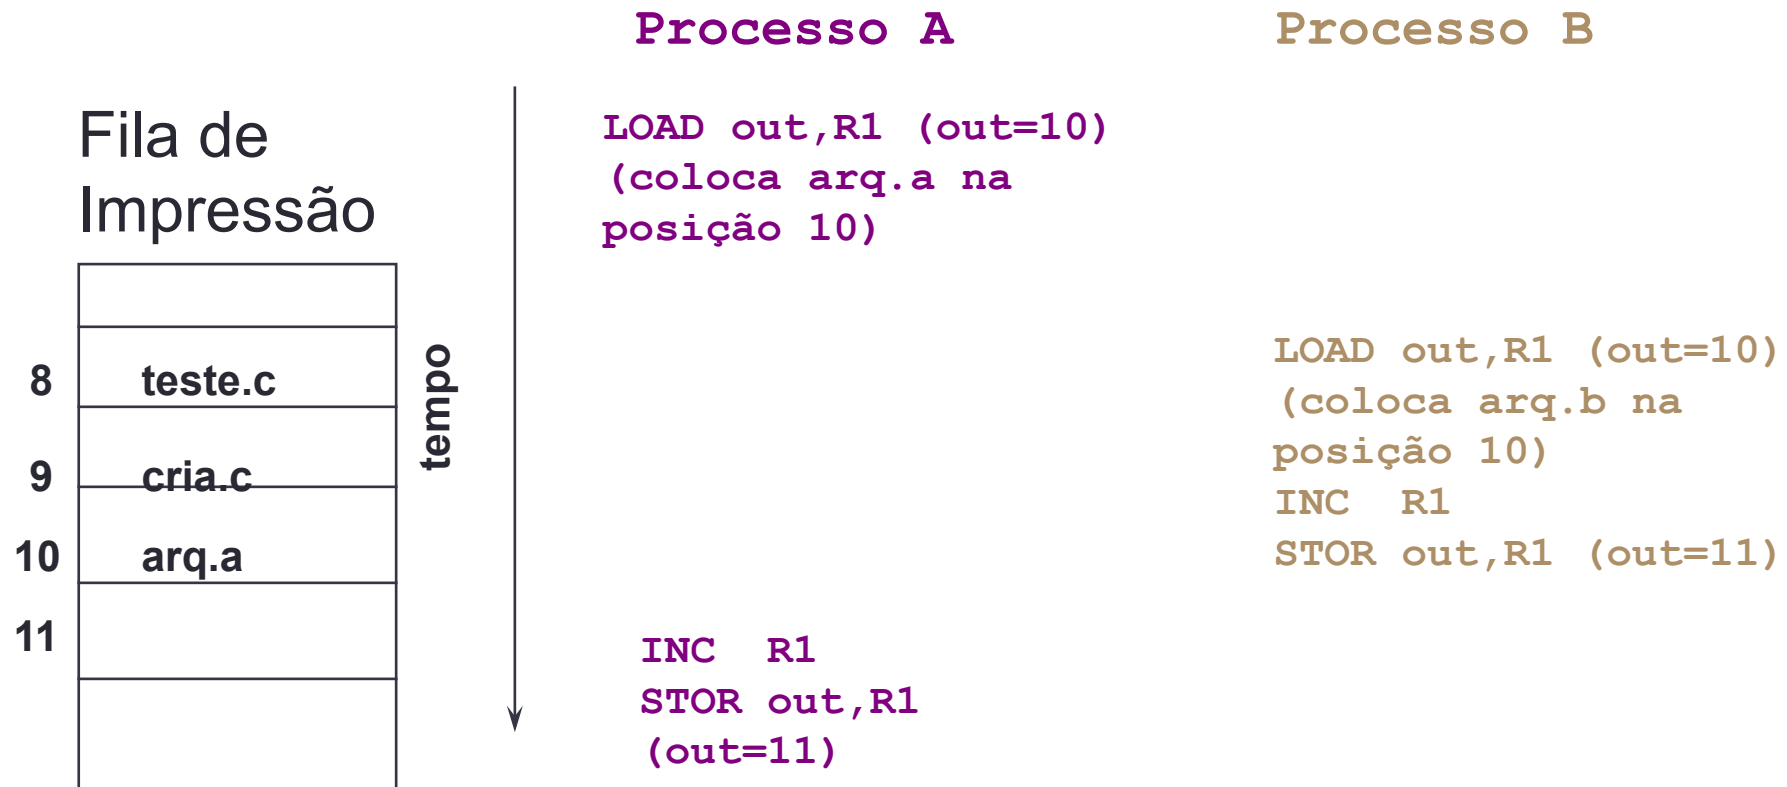 Processo A
Processo B
Fila de
Impressão
8 teste.c
9 cria.c
10 arq.a
11
tempo
LOAD out,R1 (out=10)
(coloca arq.a na
posição 10)
LOAD out,R1 (out=10)
(coloca arq.b na
posição 10)
INC R1
STOR out,R1 (out=11)
INC R1
STOR out,R1
(out=11)